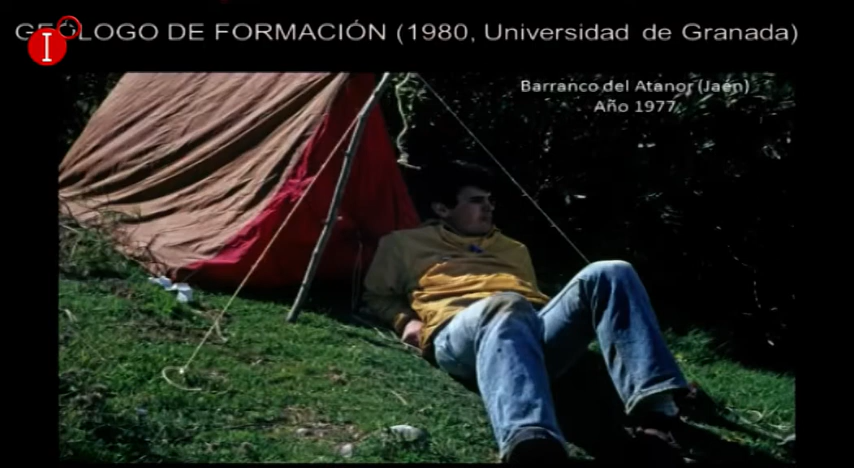 GEÓLOGO DE FORMACIÓN (1980, Universidad de Granada)
I
Barranco del Atanor (Jaén)
Año 1977